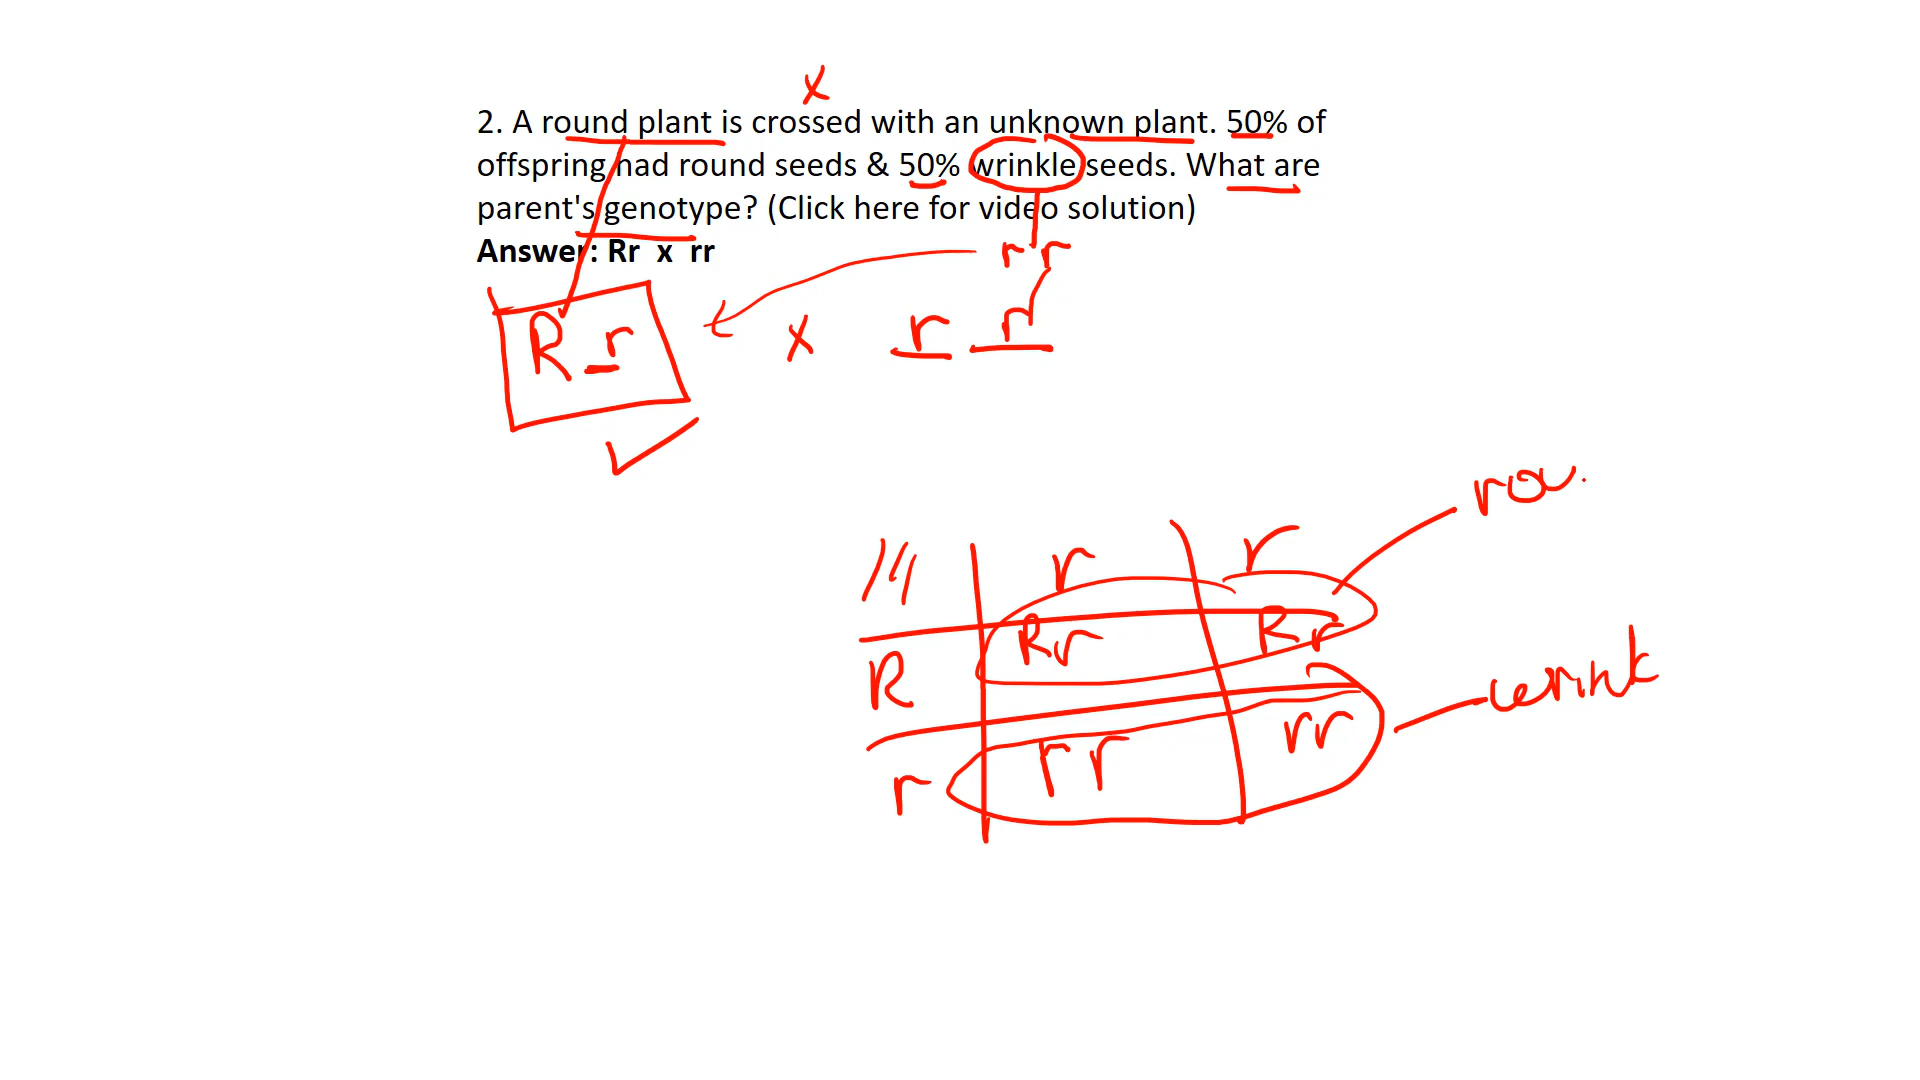 x
2. A round plant is crossed with an unknown plant. 50% of
offspring had round seeds & 50% wrinkle seeds. What are
parent's genotype? (Click here for video solution)
Answer: Rr x rr
r r
R r x r r
rou.
r r
R Rr Rr
wrink
r rr rr